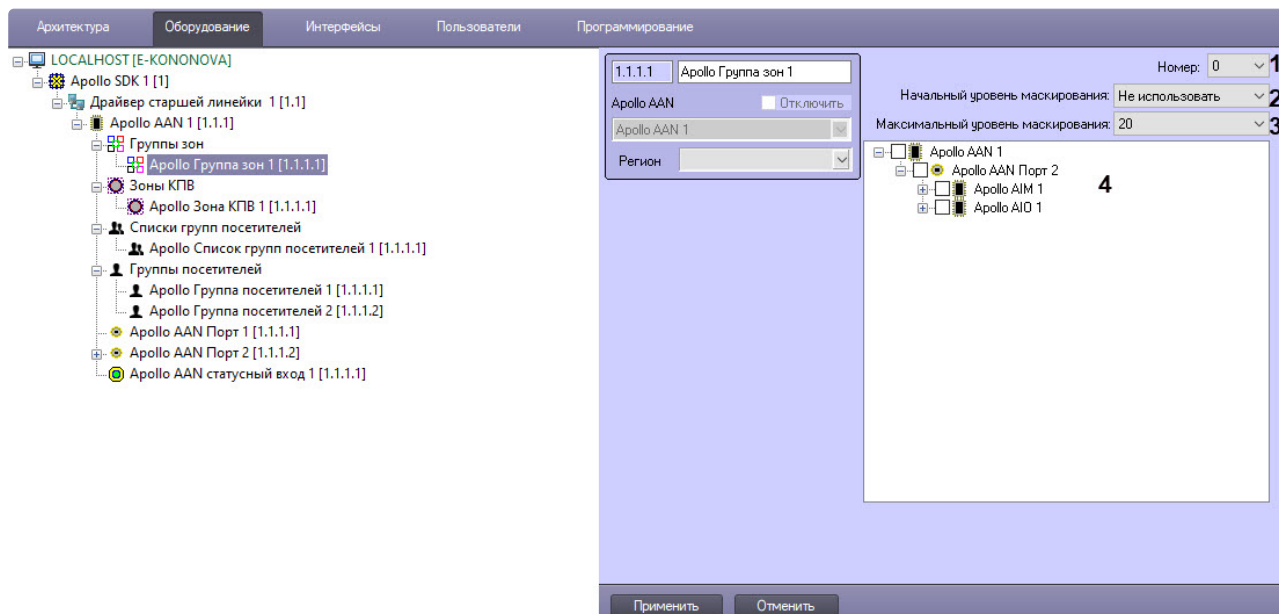 Архитектура Оборудование Интерфейсы Пользователи Программирование
LOCALHOST [E-KONONOVA]
Apollo SDK 1 [1]
Драйвер старшей линейки 1 [1.1]
Apollo AAN 1 [1.1.1]
Группы зон
Apollo Группа зон 1 [1.1.1.1]
Зоны КПВ
Apollo Зона КПВ 1 [1.1.1.1]
Списки групп посетителей
Apollo Список групп посетителей 1 [1.1.1.1]
Группы посетителей
Apollo Группа посетителей 1 [1.1.1.1]
Apollo Группа посетителей 2 [1.1.1.2]
Apollo AAN Порт 1 [1.1.1.1]
Apollo AAN Порт 2 [1.1.1.2]
Apollo AAN статусный вход 1 [1.1.1.1]
1.1.1.1 Apollo Группа зон 1
Apollo AAN Отключить
Apollo AAN 1
Регион
Номер: 0 1
Начальный уровень маскирования: Не использовать 2
Максимальный уровень маскирования: 20 3
Apollo AAN 1
Apollo AAN Порт 2
Apollo AIM 1 4
Apollo AIO 1
Применить Отменить